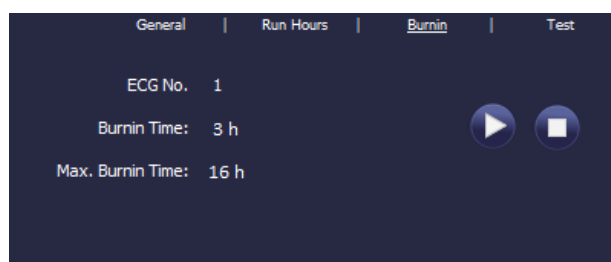 General | Run Hours | Burnin | Test
ECG No. 1
Burnin Time: 3 h
Max. Burnin Time: 16 h